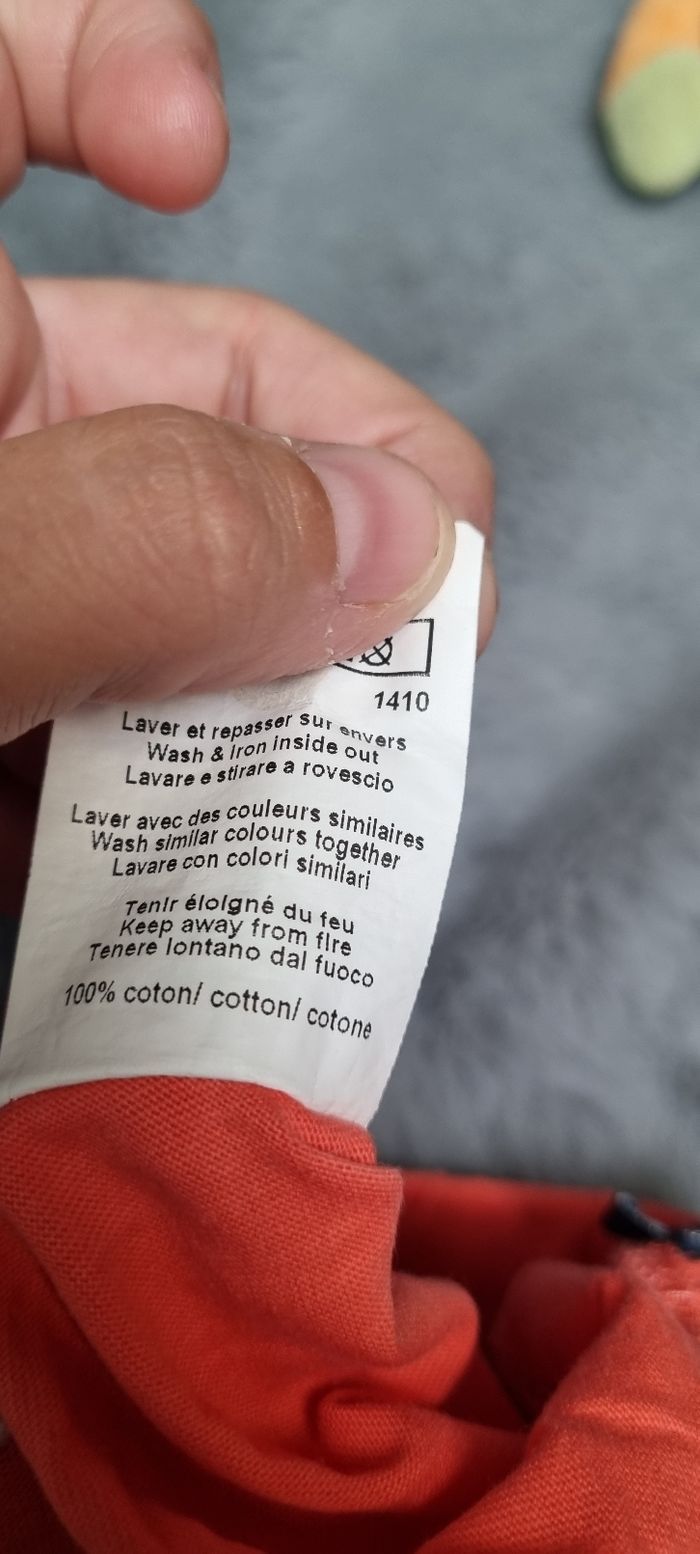 1410
Laver et repasser sur envers
Wash & Iron inside out
Lavare e stirare a rovescio
Laver avec des couleurs similaires
Wash similar colours together
Lavare con colori similari
Tenir éloigné du feu
Keep away from fire
Tenere lontano dal fuoco
100% coton/ cotton/ cotone